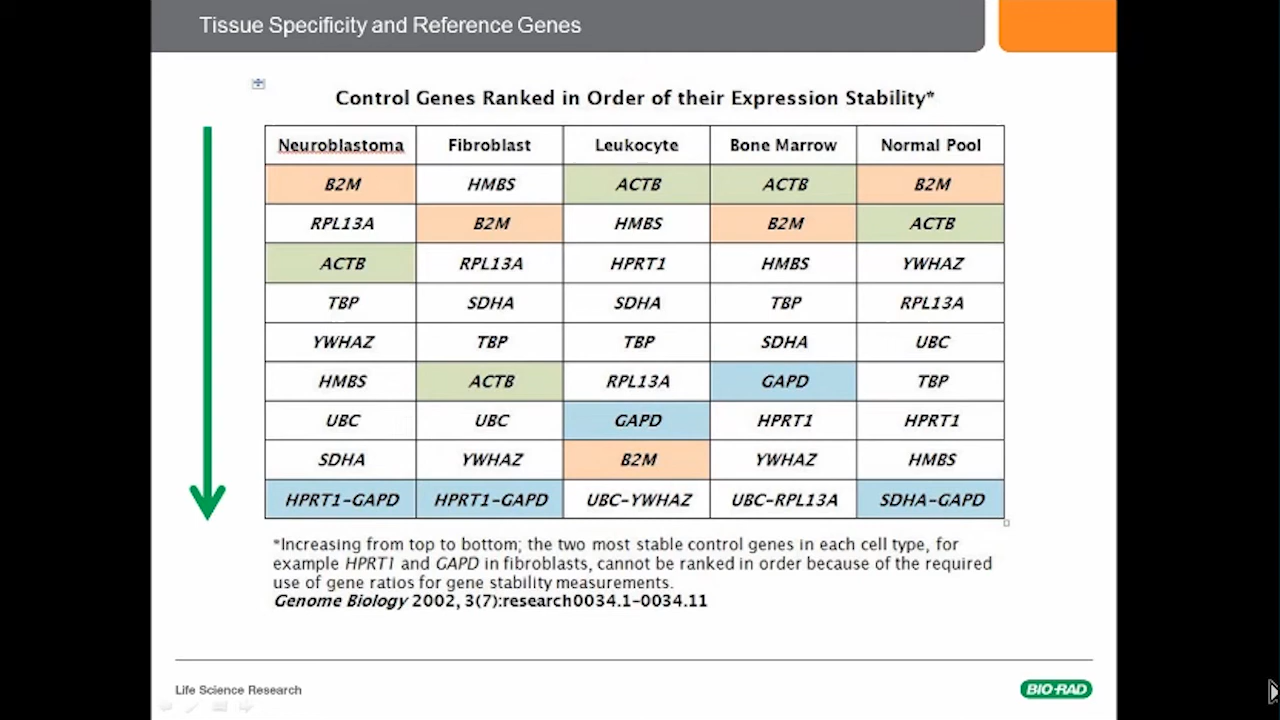 Tissue Specificity and Reference Genes
Control Genes Ranked in Order of their Expression Stability*
Neuroblastoma Fibroblast Leukocyte Bone Marrow Normal Pool
B2M HMBS ACTB ACTB B2M
RPL13A B2M HMBS B2M ACTB
ACTB RPL13A HPRT1 HMBS YWHAZ
TBP SDHA SDHA TBP RPL13A
YWHAZ TBP TBP SDHA UBC
HMBS ACTB RPL13A GAPD TBP
UBC UBC GAPD HPRT1 HPRT1
SDHA YWHAZ B2M YWHAZ HMBS
HPRT1-GAPD HPRT1-GAPD UBC-YWHAZ UBC-RPL13A SDHA-GAPD
*Increasing from top to bottom; the two most stable control genes in each cell type, for
example HPRT1 and GAPD in fibroblasts, cannot be ranked in order because of the required
use of gene ratios for gene stability measurements.
Genome Biology 2002, 3(7):research0034.1-0034.11
Life Science Research
BIO-RAD